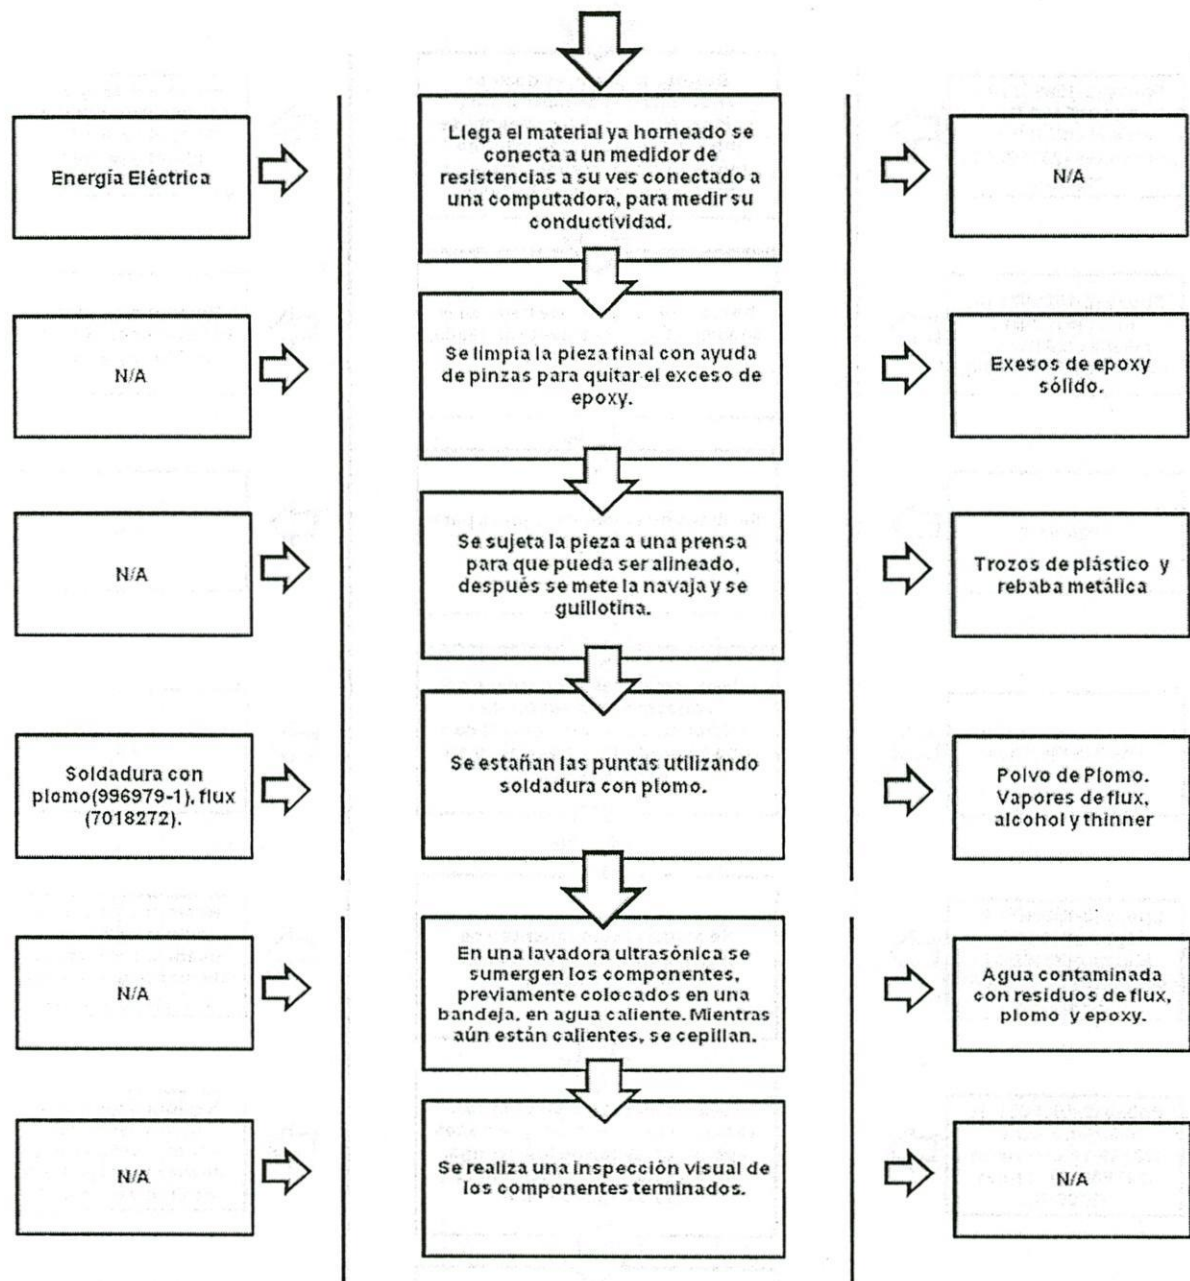 Energía Eléctrica
Llega el material ya horneado se
conecta a un medidor de
resistencias a su ves conectado a
una computadora, para medir su
conductividad.
N/A
N/A
Se limpia la pieza final con ayuda
de pinzas para quitar el exceso de
epoxy.
Exesos de epoxy
sólido.
N/A
Se sujeta la pieza a una prensa
para que pueda ser alineado,
después se mete la navaja y se
guillotina.
Trozos de plástico y
rebaba metálica
Soldadura con
plomo(996979-1), flux
(7018272).
Se estañan las puntas utilizando
soldadura con plomo.
Polvo de Plomo.
Vapores de flux,
alcohol y thinner
N/A
En una lavadora ultrasónica se
sumergen los componentes,
previamente colocados en una
bandeja, en agua caliente. Mientras
aún están calientes, se cepillan.
Agua contaminada
con residuos de flux,
plomo y epoxy.
N/A
Se realiza una inspección visual de
los componentes terminados.
N/A